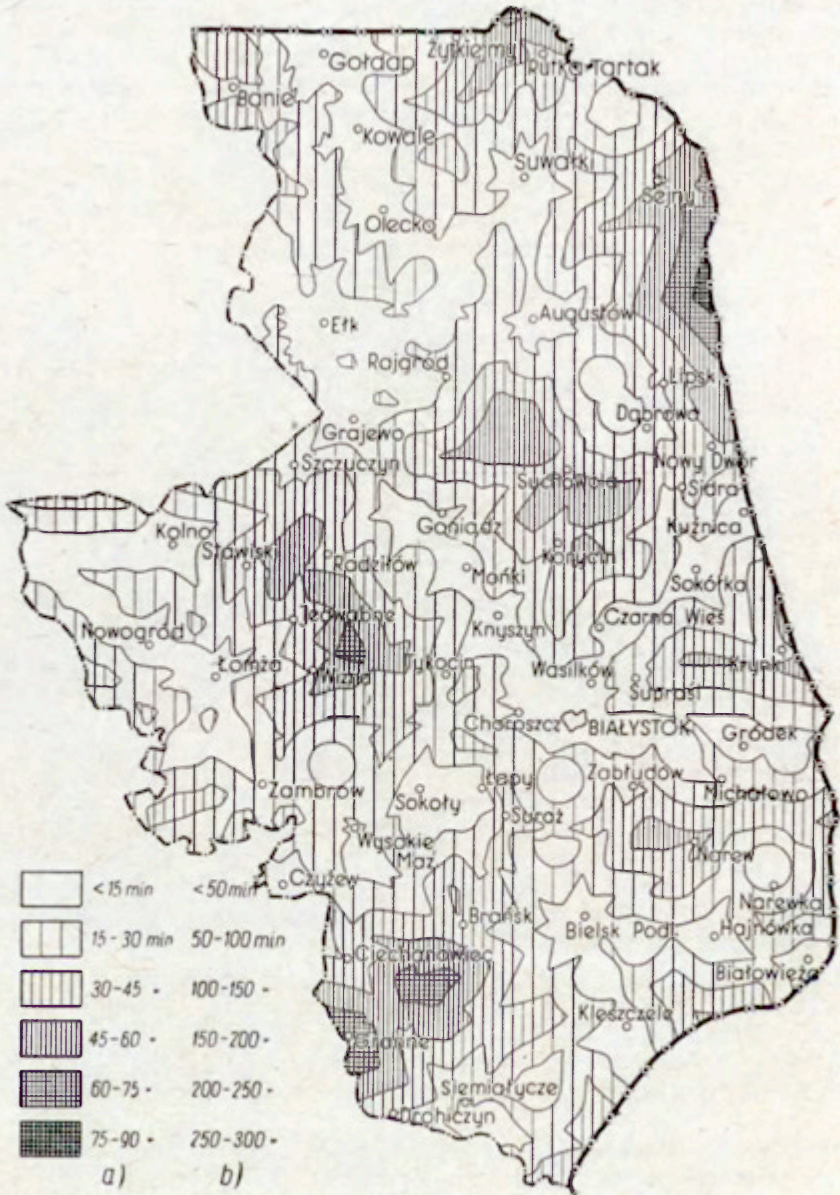 Gołdap
Żytkiejmy
Rutka-Tartak
Banie
Kowale
Suwałki
Sejny
Olecko
Ełk
Augustów
Rajgród
Lipsk
Dąbrowa
Grajewo
Szczuczyn
Nowy Dwór
Suchowola
Sidra
Kuźnica
Goniądz
Kolno
Stawiski
Radziłów
Korycin
Mońki
Sokółka
Jedwabne
Nowogród
Knyszyn
Czarna Wieś
Łomża
Wizna
Tykocin
Wasilków
Supraśl
Krynki
Choroszcz
BIAŁYSTOK
Gródek
Zambrów
Sokoły
Łapy
Zabłudów
Michałowo
Suraż
Wysokie
Maz.
Narew
Czyżew
Narewka
Brańsk
Bielsk Podl.
Hajnówka
Ciechanowiec
Białowieża
Kleszczele
Granne
Siemiatycze
Drohiczyn
<15 min <50 min
15-30 min 50-100 min
30-45 - 100-150 -
45-60 - 150-200 -
60-75 - 200-250 -
75-90 - 250-300 -
a) b)